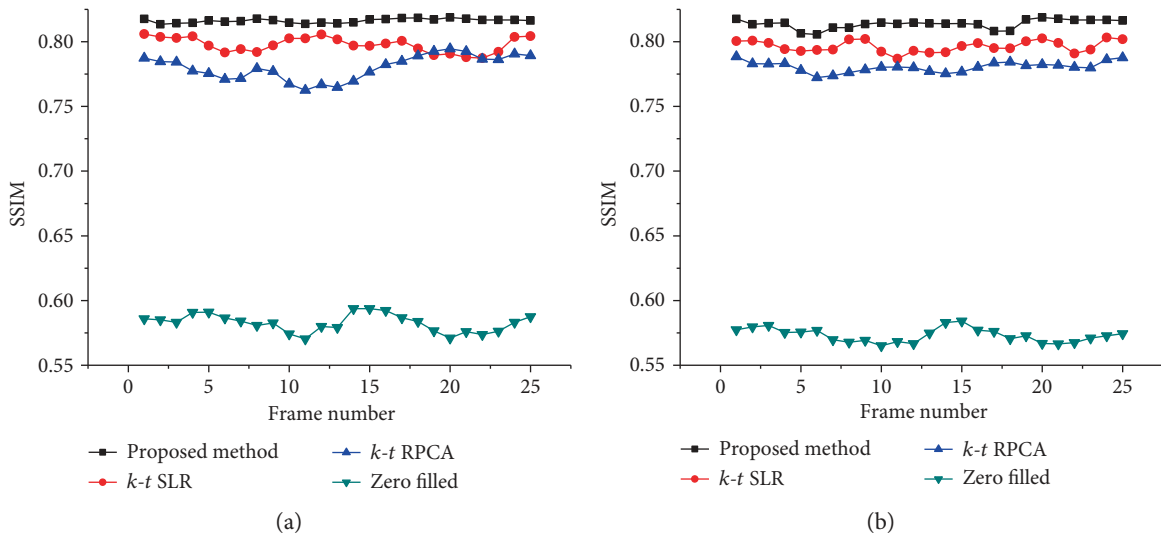 0.80
0.75
0.70
0.65
0.60
0.55
SSIM
0 5 10 15 20 25
Frame number
Proposed method
k-t SLR
k-t RPCA
Zero filled
(a)
0.80
0.75
0.70
0.65
0.60
0.55
SSIM
0 5 10 15 20 25
Frame number
Proposed method
k-t SLR
k-t RPCA
Zero filled
(b)